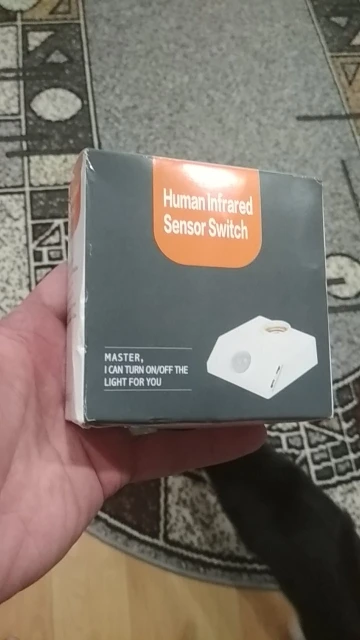 Human Infrared
Sensor Switch
MASTER,
I CAN TURN ON/OFF THE
LIGHT FOR YOU